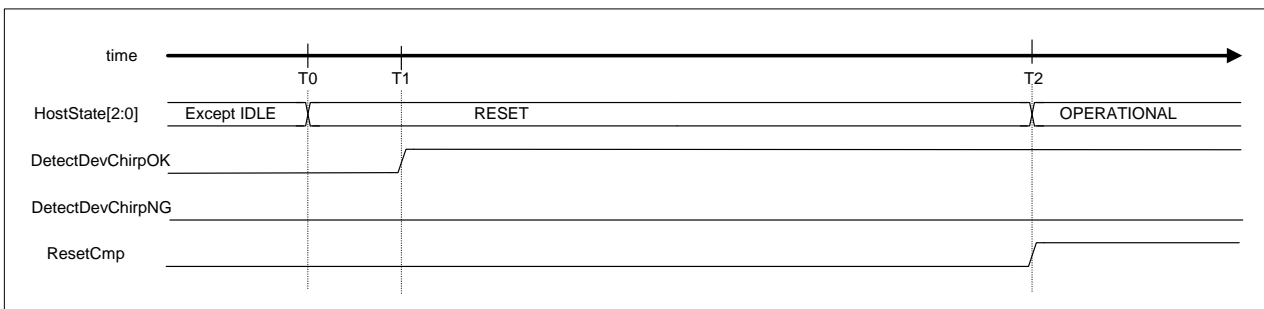 time
T0 T1 T2
HostState[2:0] Except IDLE RESET OPERATIONAL
DetectDevChirpOK
DetectDevChirpNG
ResetCmp